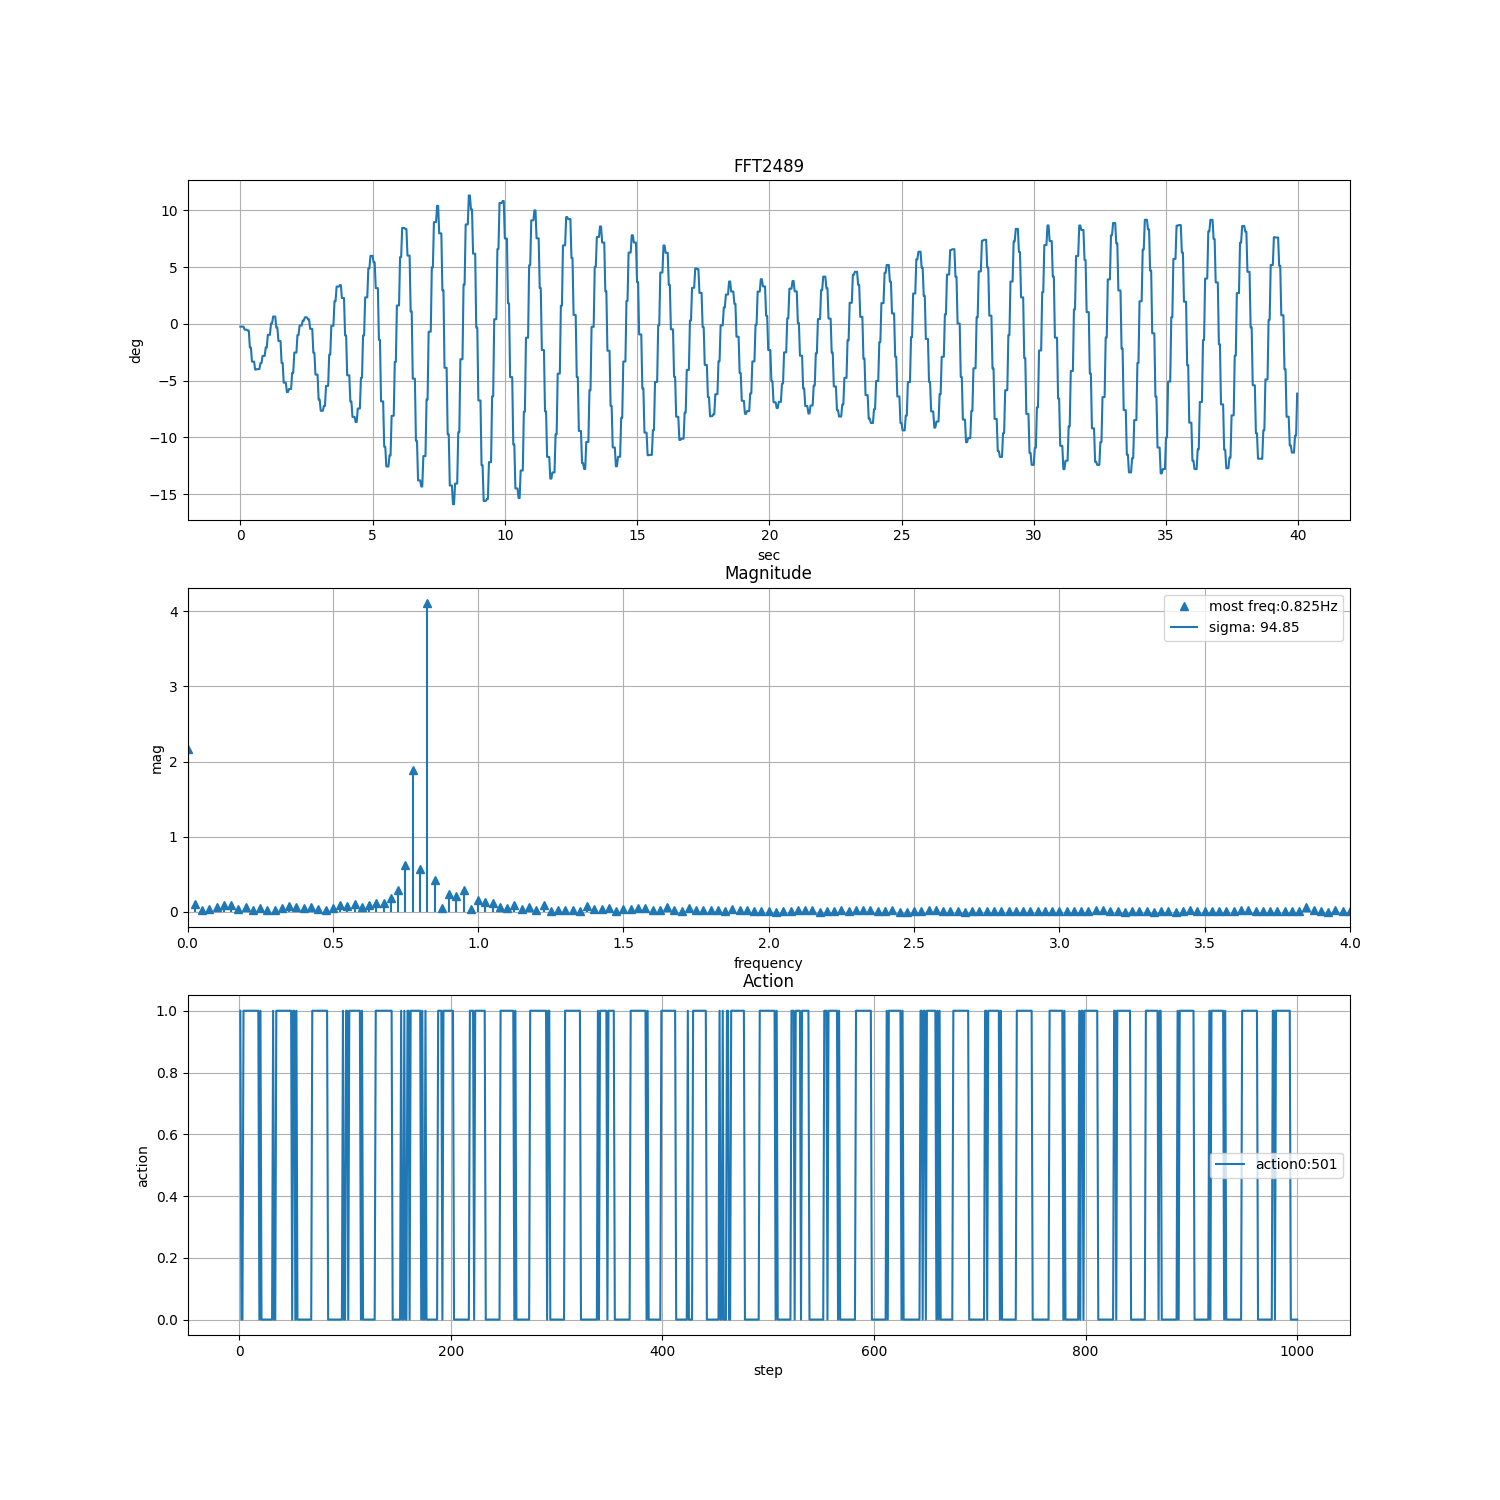 FFT2489
10
5
0
−5
−10
−15
deg
0 5 10 15 20 25 30 35 40
sec
Magnitude
most freq:0.825Hz
sigma: 94.85
4
3
2
1
0
mag
0.0 0.5 1.0 1.5 2.0 2.5 3.0 3.5 4.0
frequency
Action
1.0
0.8
0.6
0.4
0.2
0.0
action
action0:501
0 200 400 600 800 1000
step